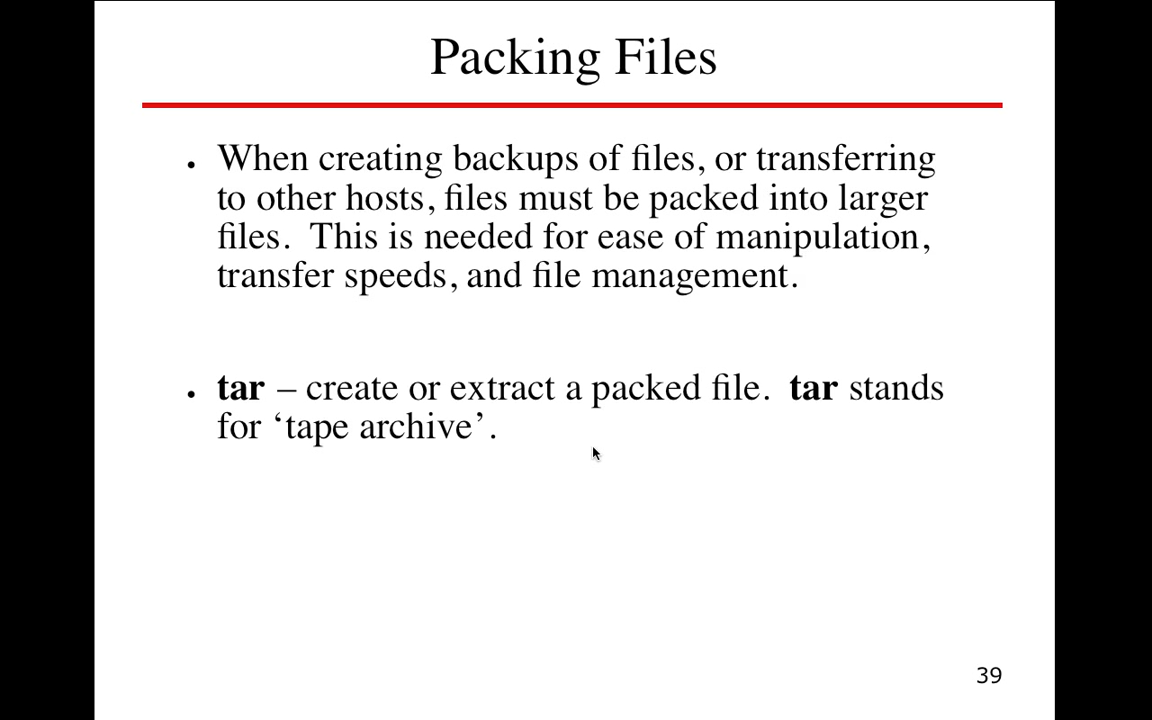 Packing Files
• When creating backups of files, or transferring
to other hosts, files must be packed into larger
files.  This is needed for ease of manipulation,
transfer speeds, and file management.
• tar – create or extract a packed file.  tar stands
for ‘tape archive’.
39